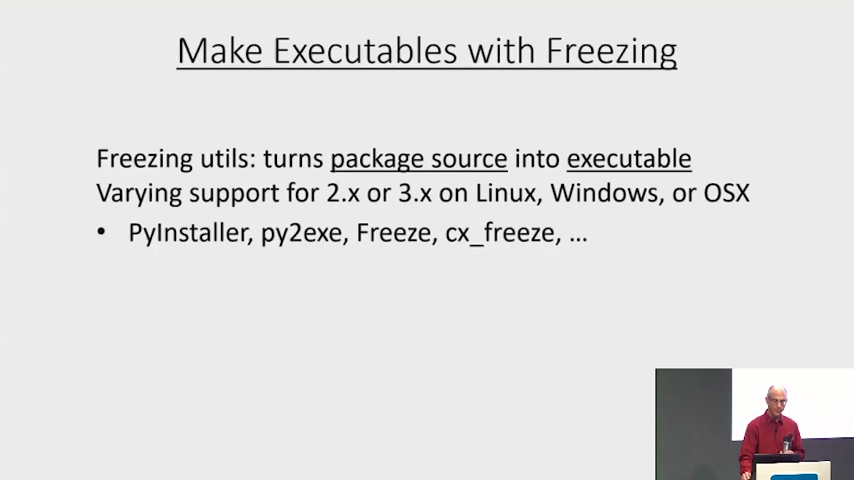 Make Executables with Freezing
Freezing utils: turns package source into executable
Varying support for 2.x or 3.x on Linux, Windows, or OSX
• PyInstaller, py2exe, Freeze, cx_freeze, ...